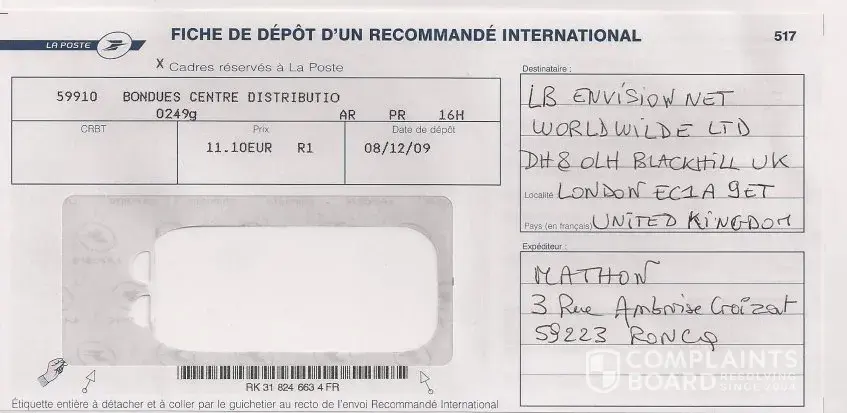 LA POSTE
FICHE DE DÉPÔT D'UN RECOMMANDÉ INTERNATIONAL
517
X Cadres réservés à La Poste
59910 BONDUES CENTRE DISTRIBUTIO
0249g AR PR 16H
CRBT Prix Date de dépôt
11.10EUR R1 08/12/09
RK 31 824 663 4 FR
Étiquette entière à détacher et à coller par le guichetier au recto de l'envoi Recommandé International
Destinataire :
LB ENVISION NET
WORLDWILDE LTD
DH8 OLH BLACKHILL UK
Localité LONDON EC1A 9ET
Pays (en français) UNITED KINGDOM
Expéditeur :
MATHON
3 Rue Ambroise Croizat
59223 RONCQ
COMPLAINTS
BOARD RESOLVING
SINCE 2004